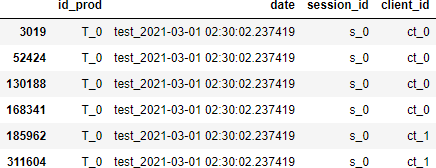 id_prod date session_id client_id
3019 T_0 test_2021-03-01 02:30:02.237419 s_0 ct_0
52424 T_0 test_2021-03-01 02:30:02.237419 s_0 ct_0
130188 T_0 test_2021-03-01 02:30:02.237419 s_0 ct_0
168341 T_0 test_2021-03-01 02:30:02.237419 s_0 ct_0
185962 T_0 test_2021-03-01 02:30:02.237419 s_0 ct_1
311604 T_0 test_2021-03-01 02:30:02.237419 s_0 ct_1